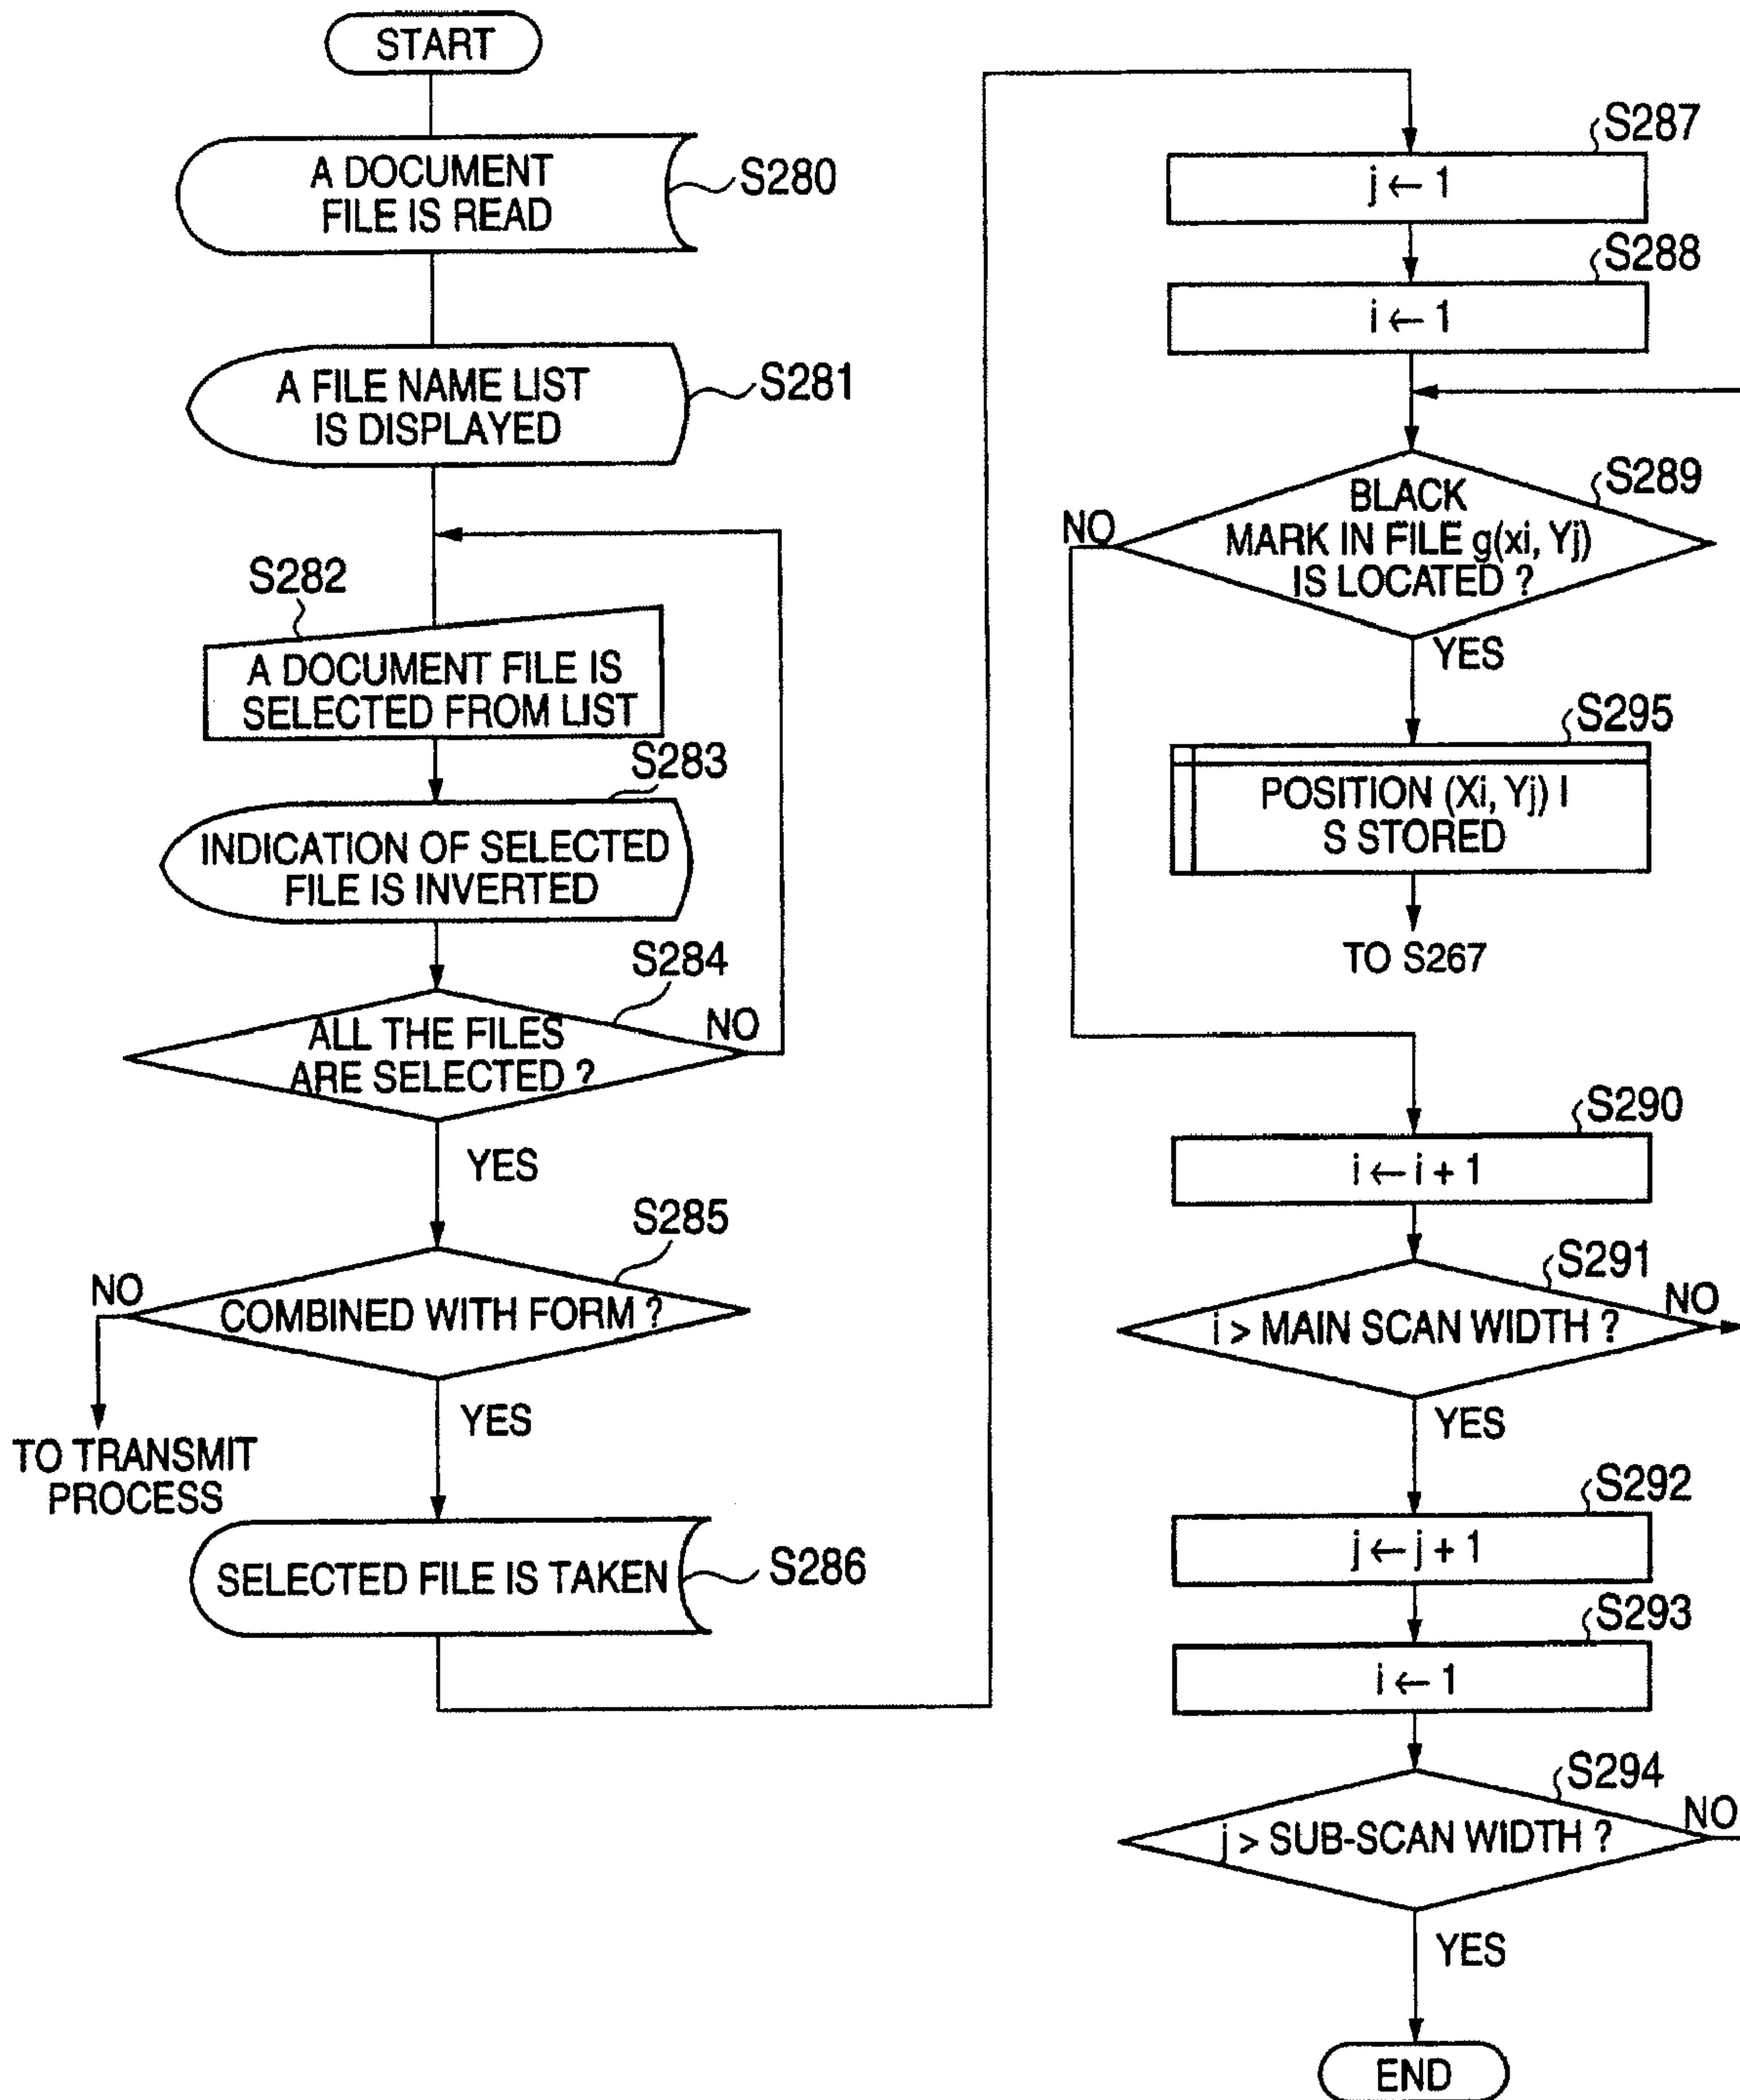 START
A DOCUMENT
FILE IS READ
S280
A FILE NAME LIST
IS DISPLAYED
S281
S282
A DOCUMENT FILE IS
SELECTED FROM LIST
S283
INDICATION OF SELECTED
FILE IS INVERTED
S284
ALL THE FILES
ARE SELECTED ?
NO
YES
S285
NO
COMBINED WITH FORM ?
YES
TO TRANSMIT
PROCESS
SELECTED FILE IS TAKEN
S286
S287
j ← 1
S288
i ← 1
S289
BLACK
MARK IN FILE g(xi, Yj)
IS LOCATED ?
NO
YES
S295
POSITION (Xi, Yj) I
S STORED
TO S267
S290
i ← i + 1
S291
i > MAIN SCAN WIDTH ?
NO
YES
S292
j ← j + 1
S293
i ← 1
S294
j > SUB-SCAN WIDTH ?
NO
YES
END